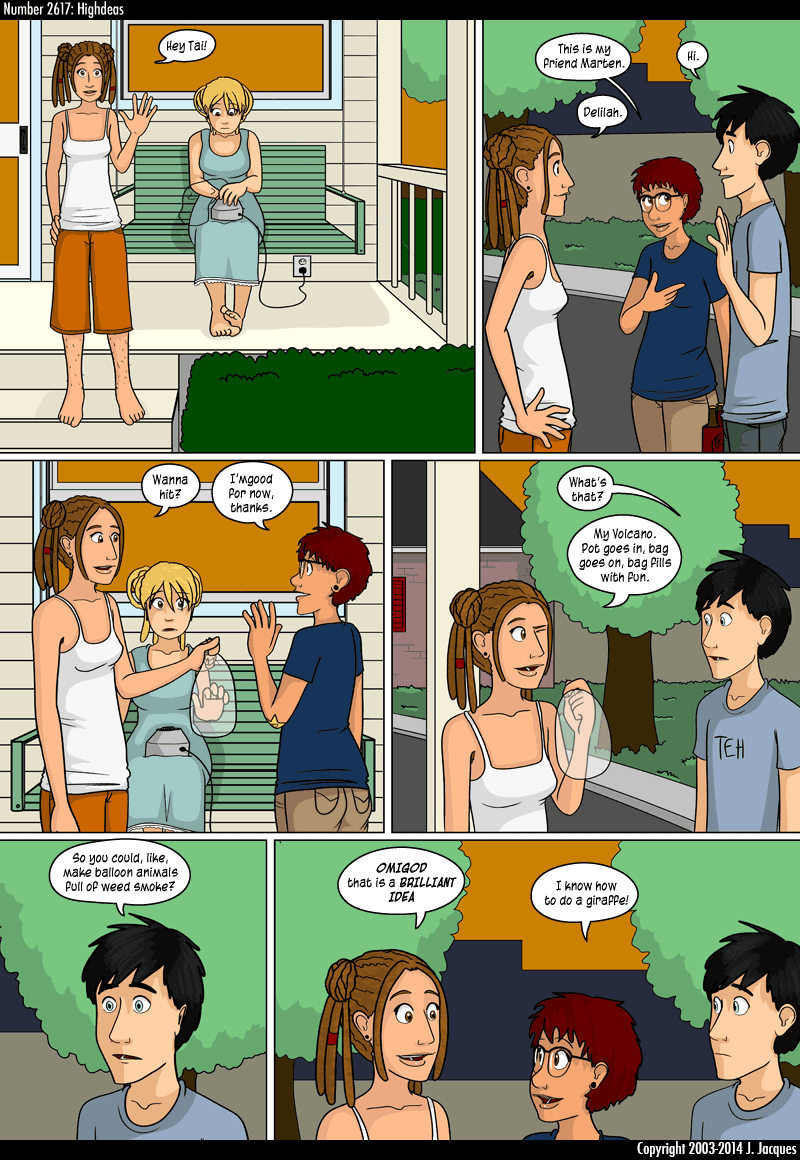 Number 2617: Highdeas
Hey Tai!
This is my
friend Marten.
Hi.
Delilah.
Wanna
hit?
I'mgood
for now,
thanks.
What's
that?
My Volcano.
Pot goes in, bag
goes on, bag fills
with fun.
TEH
So you could, like,
make balloon animals
full of weed smoke?
OMIGOD
that is a BRILLIANT
IDEA
I know how
to do a giraffe!
Copyright 2003-2014 J. Jacques